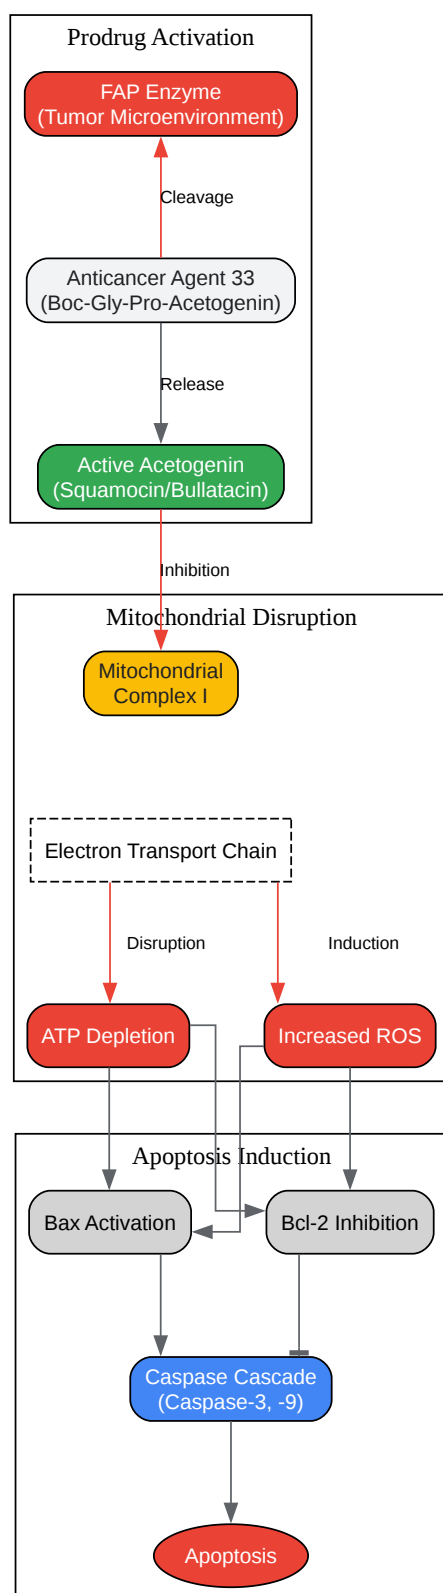 Prodrug Activation
FAP Enzyme
(Tumor Microenvironment)
Cleavage
Anticancer Agent 33
(Boc-Gly-Pro-Acetogenin)
Release
Active Acetogenin
(Squamocin/Bullatacin)
Inhibition
Mitochondrial Disruption
Mitochondrial
Complex I
Electron Transport Chain
Disruption
Induction
ATP Depletion
Increased ROS
Apoptosis Induction
Bax Activation
Bcl-2 Inhibition
Caspase Cascade
(Caspase-3, -9)
Apoptosis